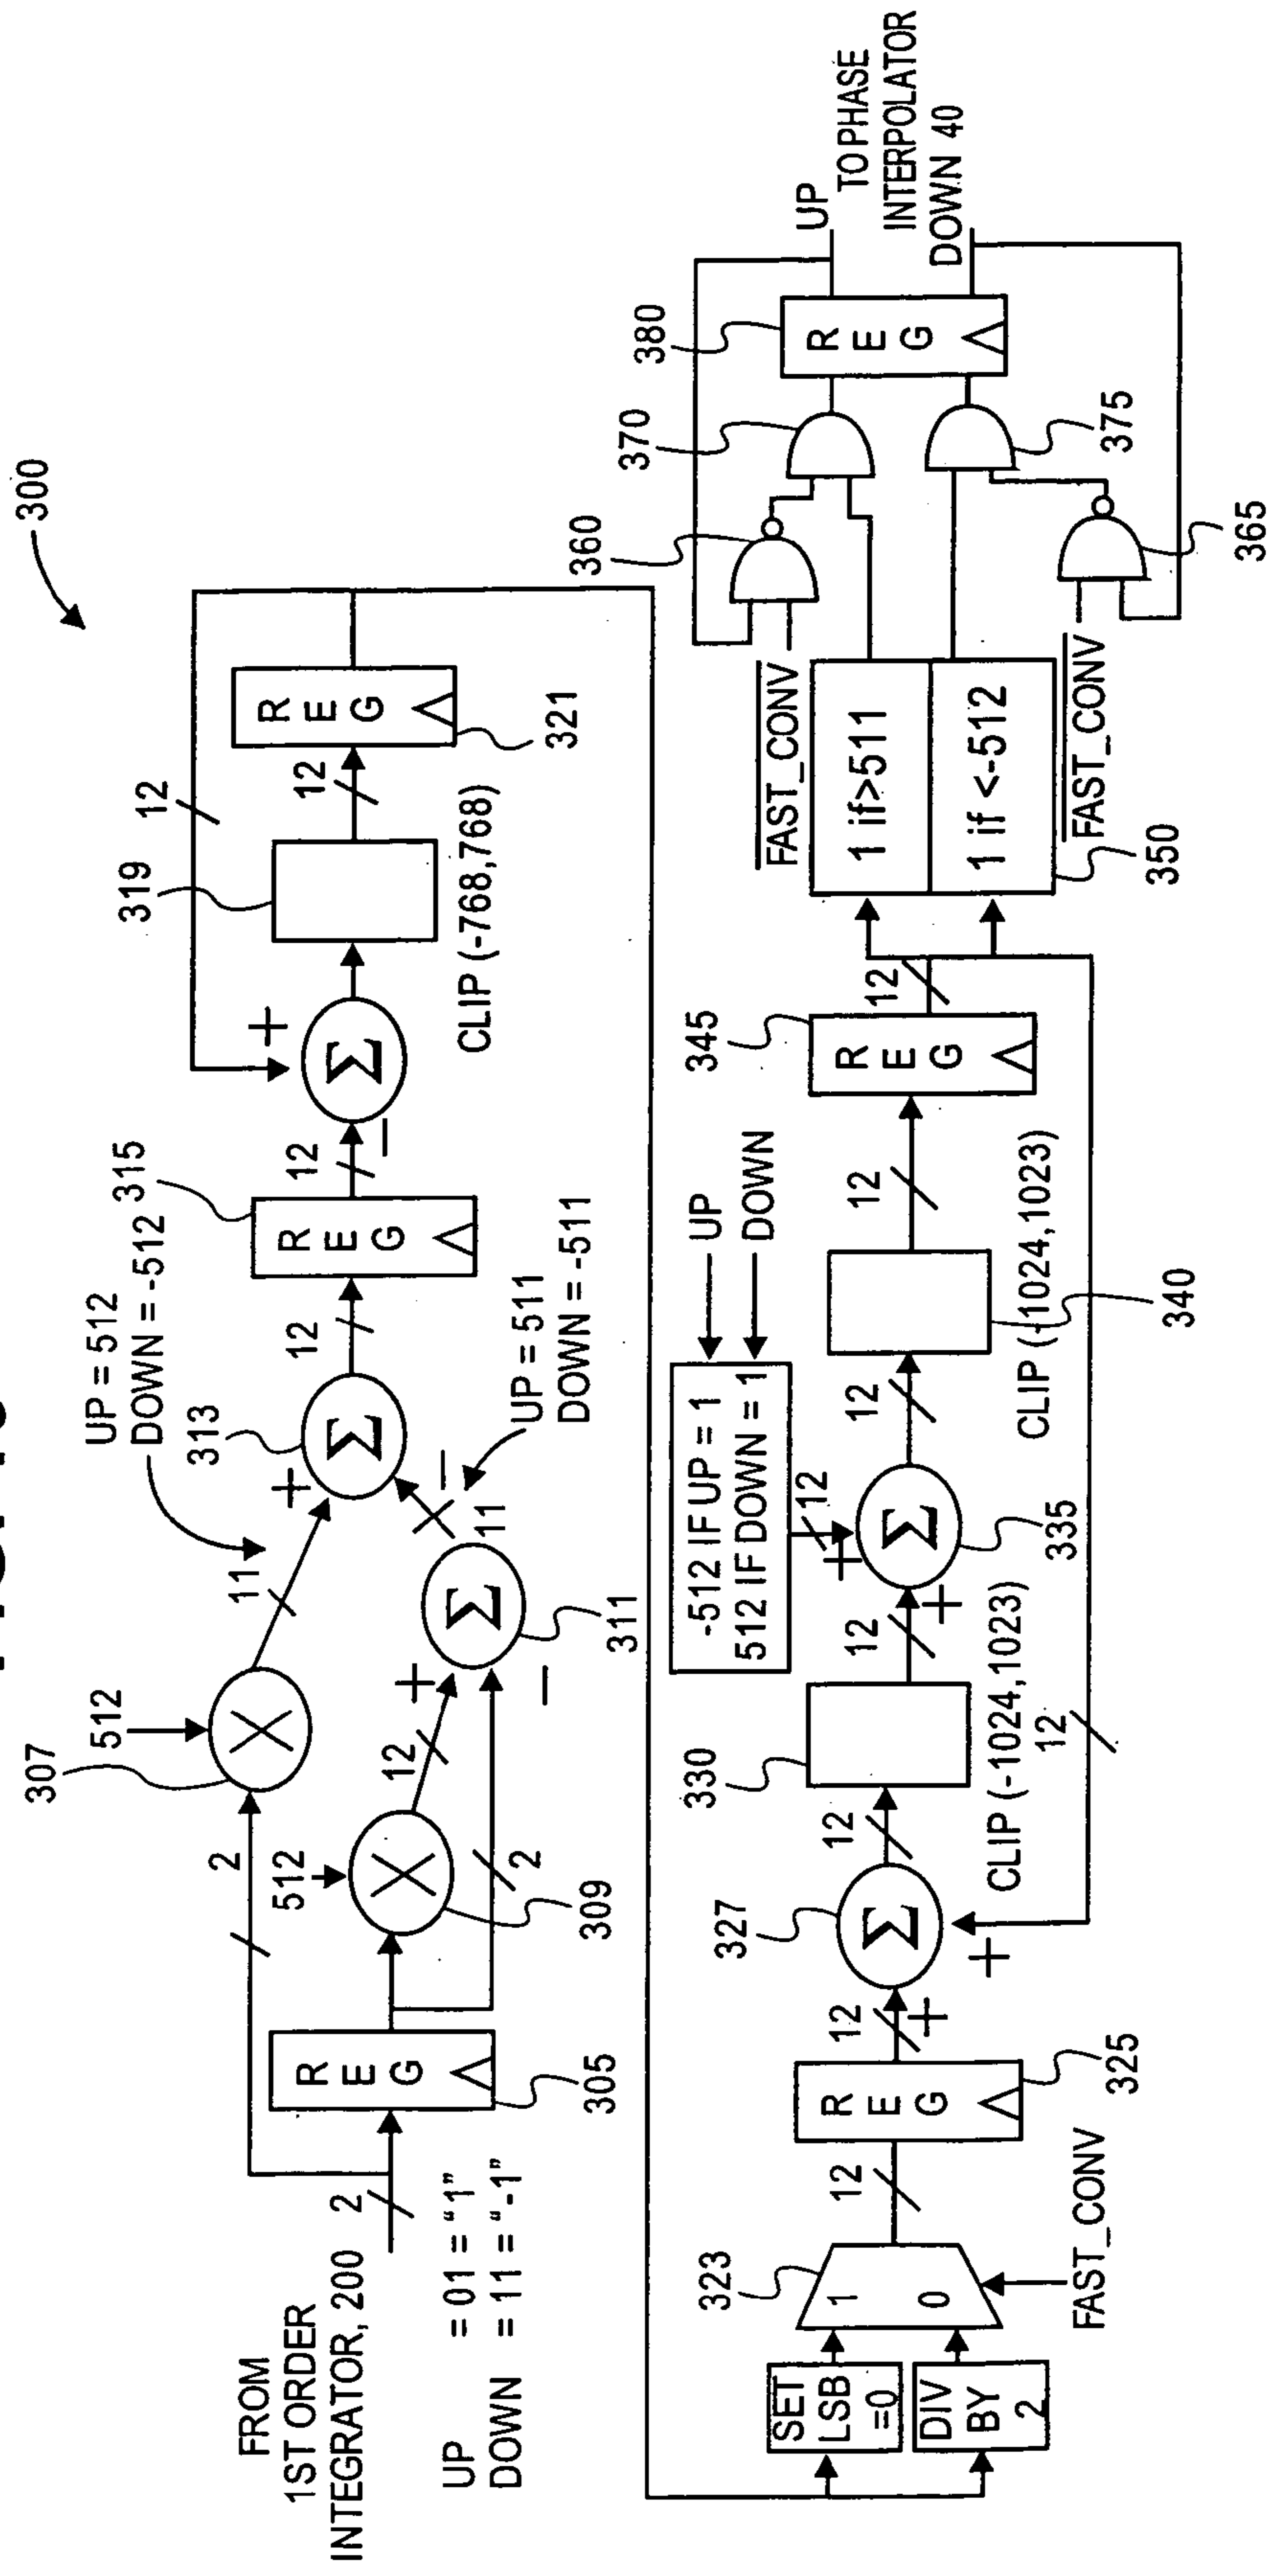 300
FROM
1ST ORDER
INTEGRATOR, 200
UP = 01 = "1"
DOWN = 11 = "-1"
2
REG
305
2
512
307
512
309
2
12
311
11
UP = 512
DOWN = -512
+
313
+
−
11
−
UP = 511
DOWN = -511
12
REG
315
12
−
+
Σ
Σ
Σ
319
CLIP (-768,768)
12
REG
321
12
SET
LSB
=0
DIV
BY
2
323
1
0
FAST_CONV
12
REG
325
12
+
327
Σ
+
12
330
CLIP (-1024,1023)
12
12
+
-512 IF UP = 1
512 IF DOWN = 1
UP
DOWN
12
+
Σ
335
12
340
CLIP (-1024,1023)
12
REG
345
12
1 if>511
1 if <-512
350
FAST_CONV
FAST_CONV
360
365
370
375
REG
380
UP
TO PHASE
INTERPOLATOR
DOWN 40